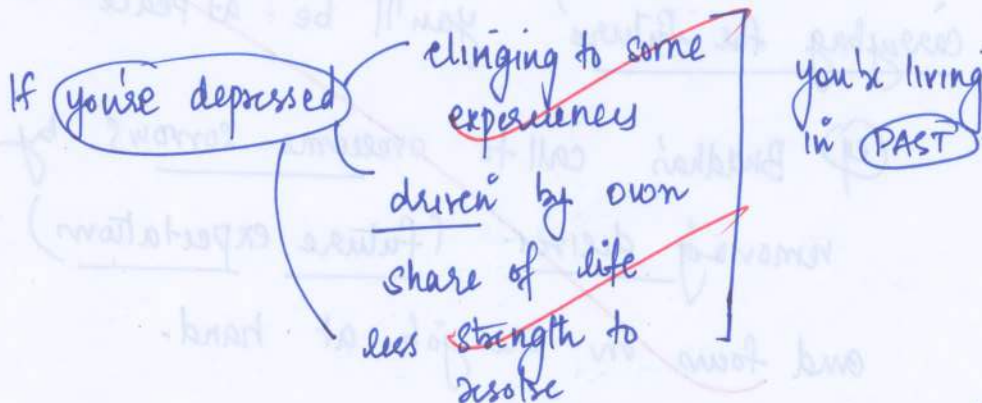 If you're depressed
clinging to some
experiences
driven by own
share of life
less strength to
resolve
you're living
in PAST